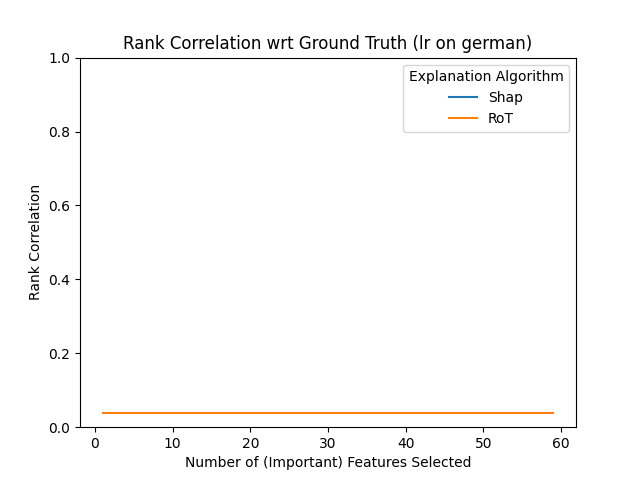 Rank Correlation wrt Ground Truth (lr on german)
Explanation Algorithm
Shap
RoT
Rank Correlation
1.0
0.8
0.6
0.4
0.2
0.0
0 10 20 30 40 50 60
Number of (Important) Features Selected